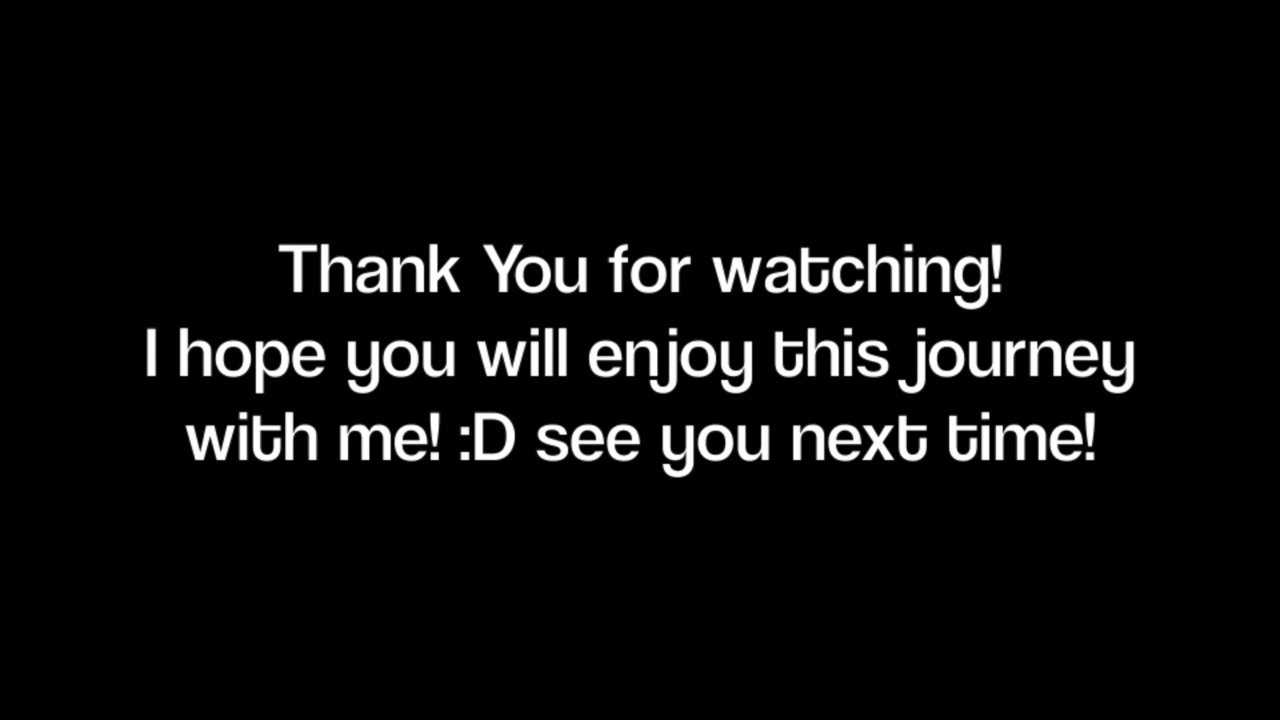 Thank You for watching!
I hope you will enjoy this journey
with me! :D see you next time!